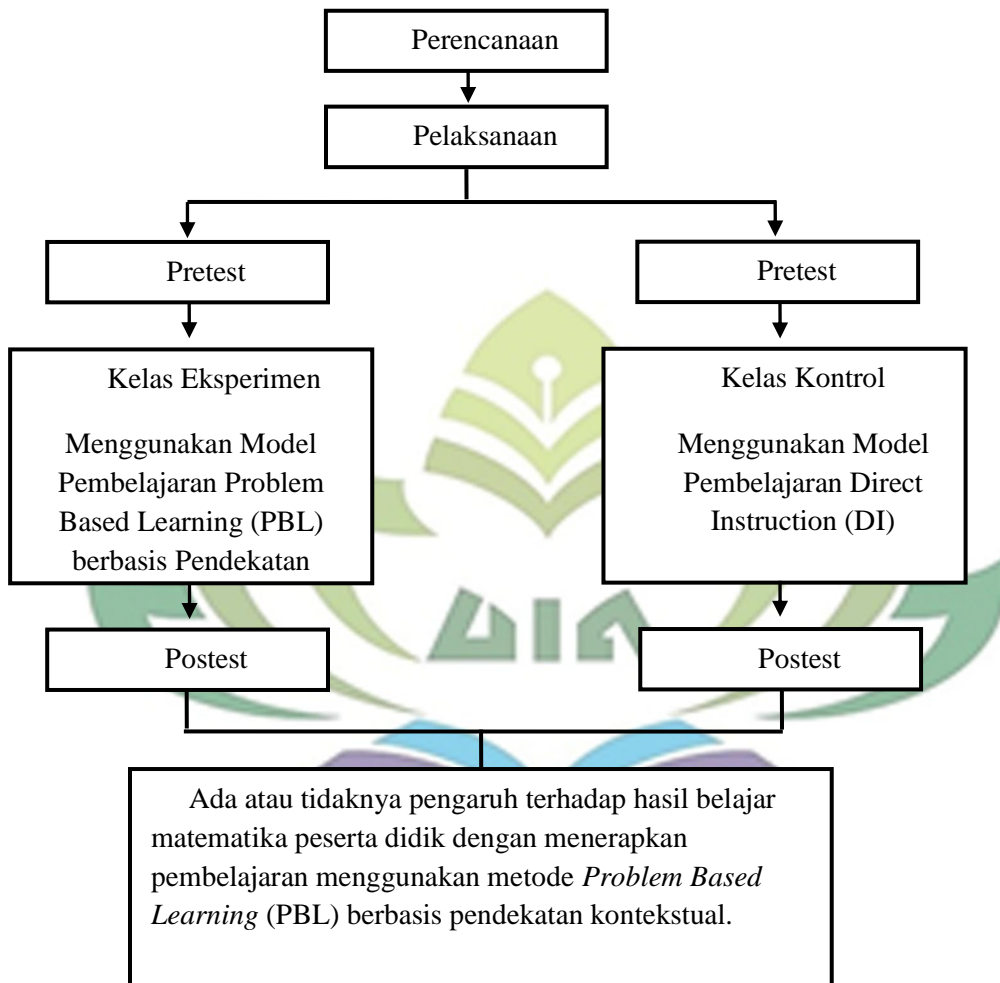 Perencanaan
Pelaksanaan
Pretest
Pretest
Kelas Eksperimen
Menggunakan Model
Pembelajaran Problem
Based Learning (PBL)
berbasis Pendekatan
Kelas Kontrol
Menggunakan Model
Pembelajaran Direct
Instruction (DI)
UIN
Postest
Postest
Ada atau tidaknya pengaruh terhadap hasil belajar
matematika peserta didik dengan menerapkan
pembelajaran menggunakan metode Problem Based
Learning (PBL) berbasis pendekatan kontekstual.